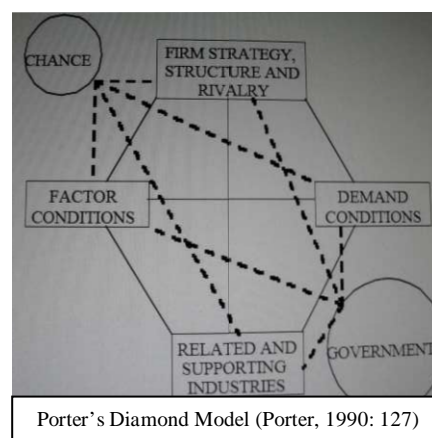 CHANCE
FIRM STRATEGY,
STRUCTURE AND
RIVALRY
FACTOR
CONDITIONS
DEMAND
CONDITIONS
RELATED AND
SUPPORTING
INDUSTRIES
GOVERNMENT
Porter's Diamond Model (Porter, 1990: 127)